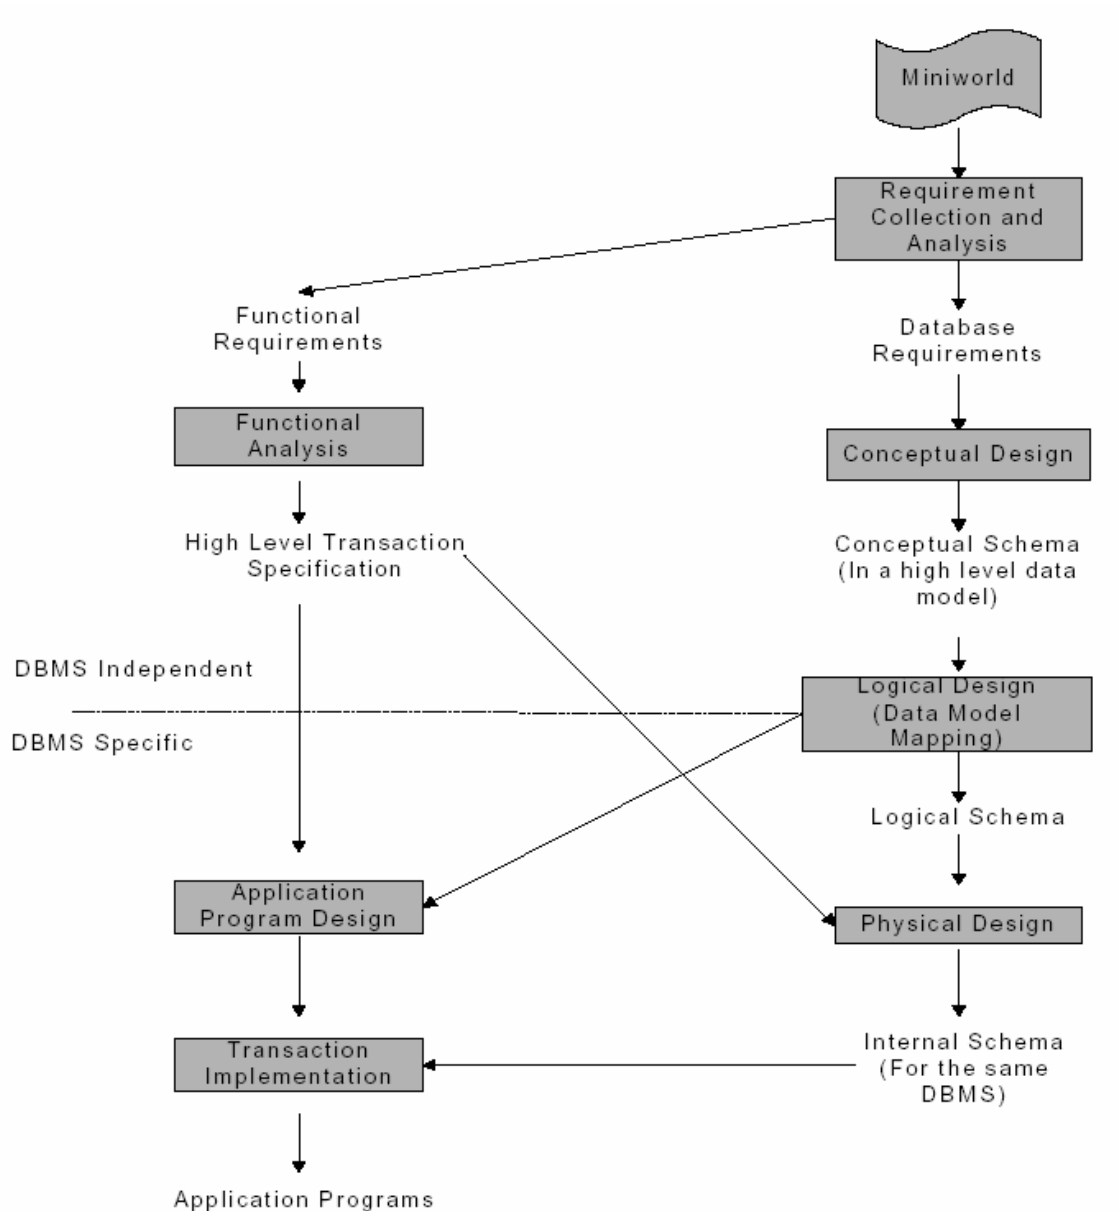 Miniworld
Requirement
Collection and
Analysis
Functional
Requirements
Database
Requirements
Functional
Analysis
Conceptual Design
High Level Transaction
Specification
Conceptual Schema
(In a high level data
model)
DBMS Independent
DBMS Specific
Logical Design
(Data Model
Mapping)
Logical Schema
Application
Program Design
Physical Design
Transaction
Implementation
Internal Schema
(For the same
DBMS)
Application Programs